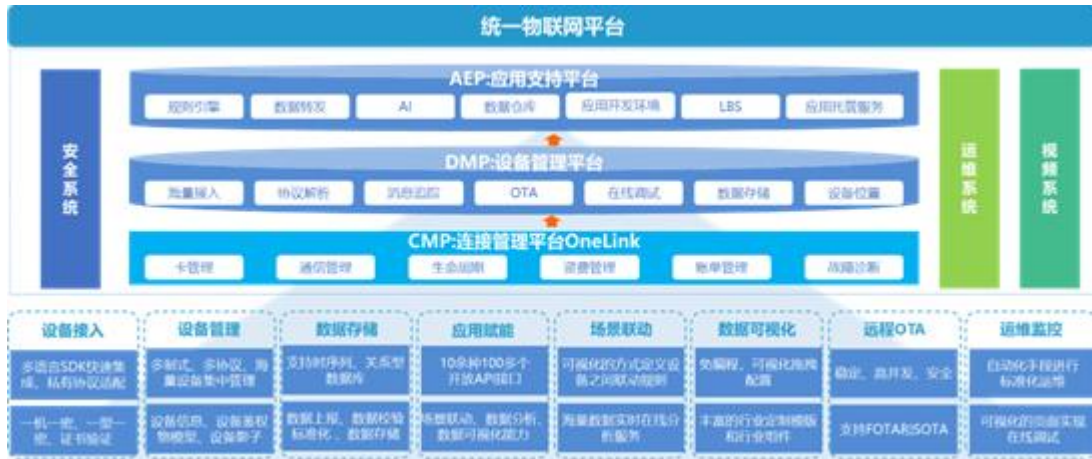 统一物联网平台
AEP:应用支持平台
规则引擎 数据转发 AI 数据仓库 应用开发环境 LBS 应用托管服务
DMP:设备管理平台
海量接入 协议解析 消息追踪 OTA 在线调试 数据存储 设备位置
CMP:连接管理平台OneLink
卡管理 通信管理 生命周期 资费管理 账单管理 故障诊断
安全系统
运维系统
视频系统
设备接入 设备管理 数据存储 应用赋能 场景联动 数据可视化 远程OTA 运维监控
多语言SDK快速集
成、私有协议适配
多制式、多协议、海
量设备集中管理
支持时序列、关系型
数据库
10余种100多个
开放API接口
可视化的方式定义设
备之间联动规则
免编程、可视化拖拽
配置
稳定、高并发、安全
自动化手段进行
标准化运维
一机一密、一型一
密、证书验证
设备信息、设备鉴权
物模型、设备影子
数据上报、数据校验
标准化、数据存储
场景联动、数据分析、
数据可视化能力
海量数据实时在线分
析服务
丰富的行业定制模版
和行业组件
支持FOTA和SOTA
可视化的页面实现
在线调试